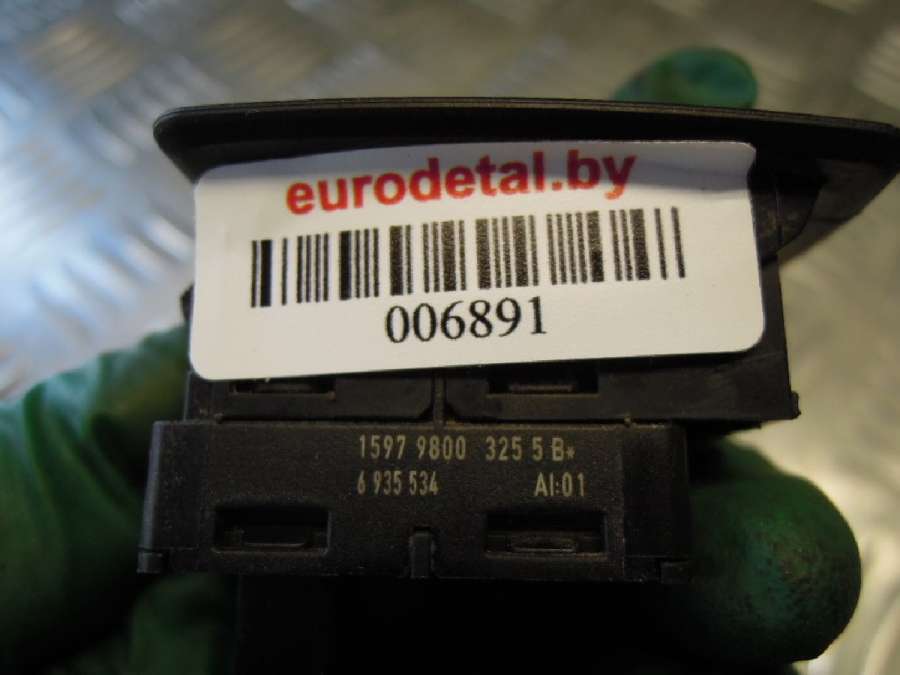 eurodetal.by
006891
1597 9800 325 5 B*
6 935 534 AI:01